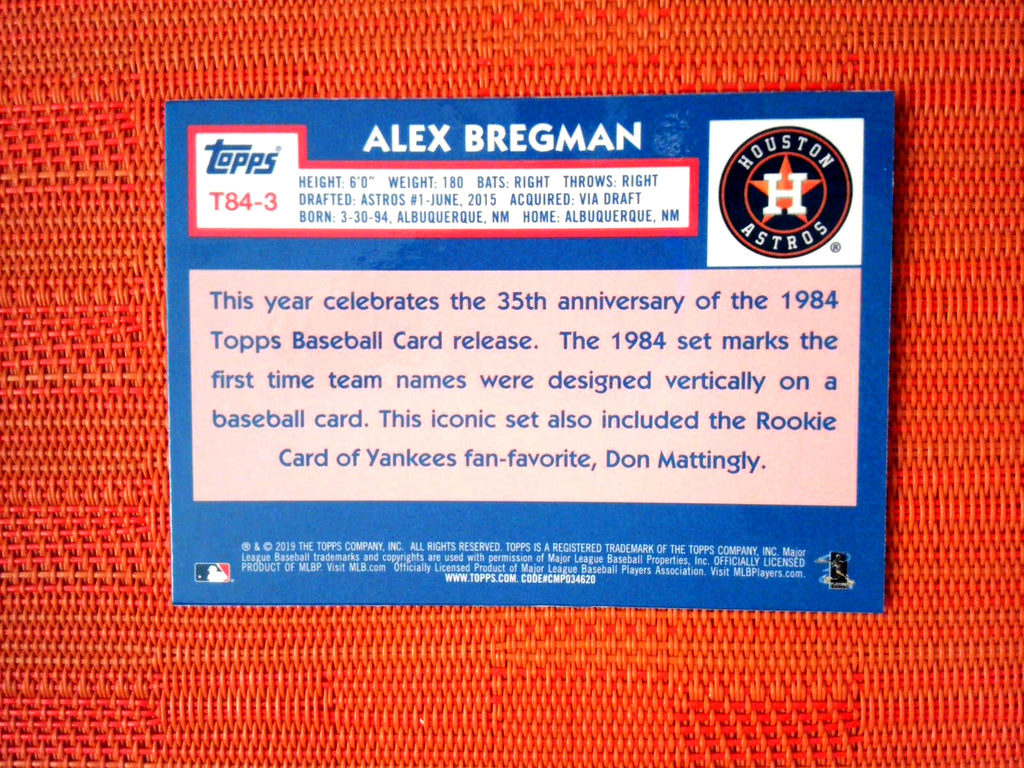 ALEX BREGMAN
Topps®
T84-3
HEIGHT: 6'0" WEIGHT: 180 BATS: RIGHT THROWS: RIGHT
DRAFTED: ASTROS #1-JUNE, 2015 ACQUIRED: VIA DRAFT
BORN: 3-30-94, ALBUQUERQUE, NM HOME: ALBUQUERQUE, NM
HOUSTON
H
ASTROS
®
This year celebrates the 35th anniversary of the 1984
Topps Baseball Card release. The 1984 set marks the
first time team names were designed vertically on a
baseball card. This iconic set also included the Rookie
Card of Yankees fan-favorite, Don Mattingly.
® & © 2019 THE TOPPS COMPANY, INC. ALL RIGHTS RESERVED. TOPPS IS A REGISTERED TRADEMARK OF THE TOPPS COMPANY, INC. Major
League Baseball trademarks and copyrights are used with permission of Major League Baseball Properties, Inc. OFFICIALLY LICENSED
PRODUCT OF MLBP. Visit MLB.com Officially Licensed Product of Major League Baseball Players Association. Visit MLBPlayers.com.
WWW.TOPPS.COM. CODE#CMP034620